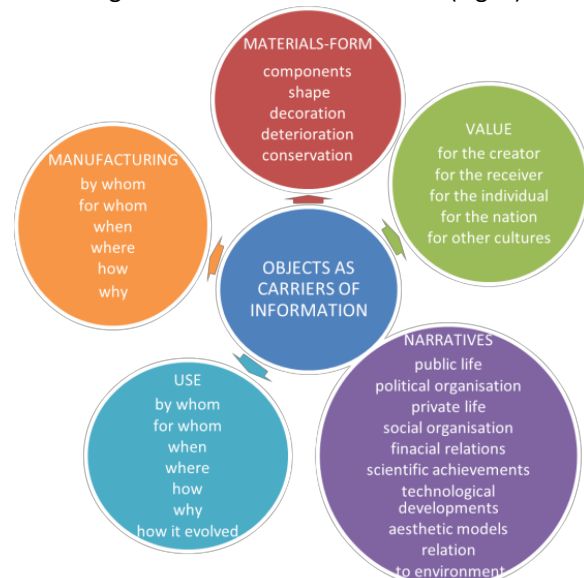 MATERIALS-FORM
components
shape
decoration
deterioration
conservation
VALUE
for the creator
for the receiver
for the individual
for the nation
for other cultures
MANUFACTURING
by whom
for whom
when
where
how
why
OBJECTS AS
CARRIERS OF
INFORMATION
USE
by whom
for whom
when
where
how
why
how it evolved
NARRATIVES
public life
political organisation
private life
social organisation
finacial relations
scientific achievements
technological
developments
aesthetic models
relation
to environment